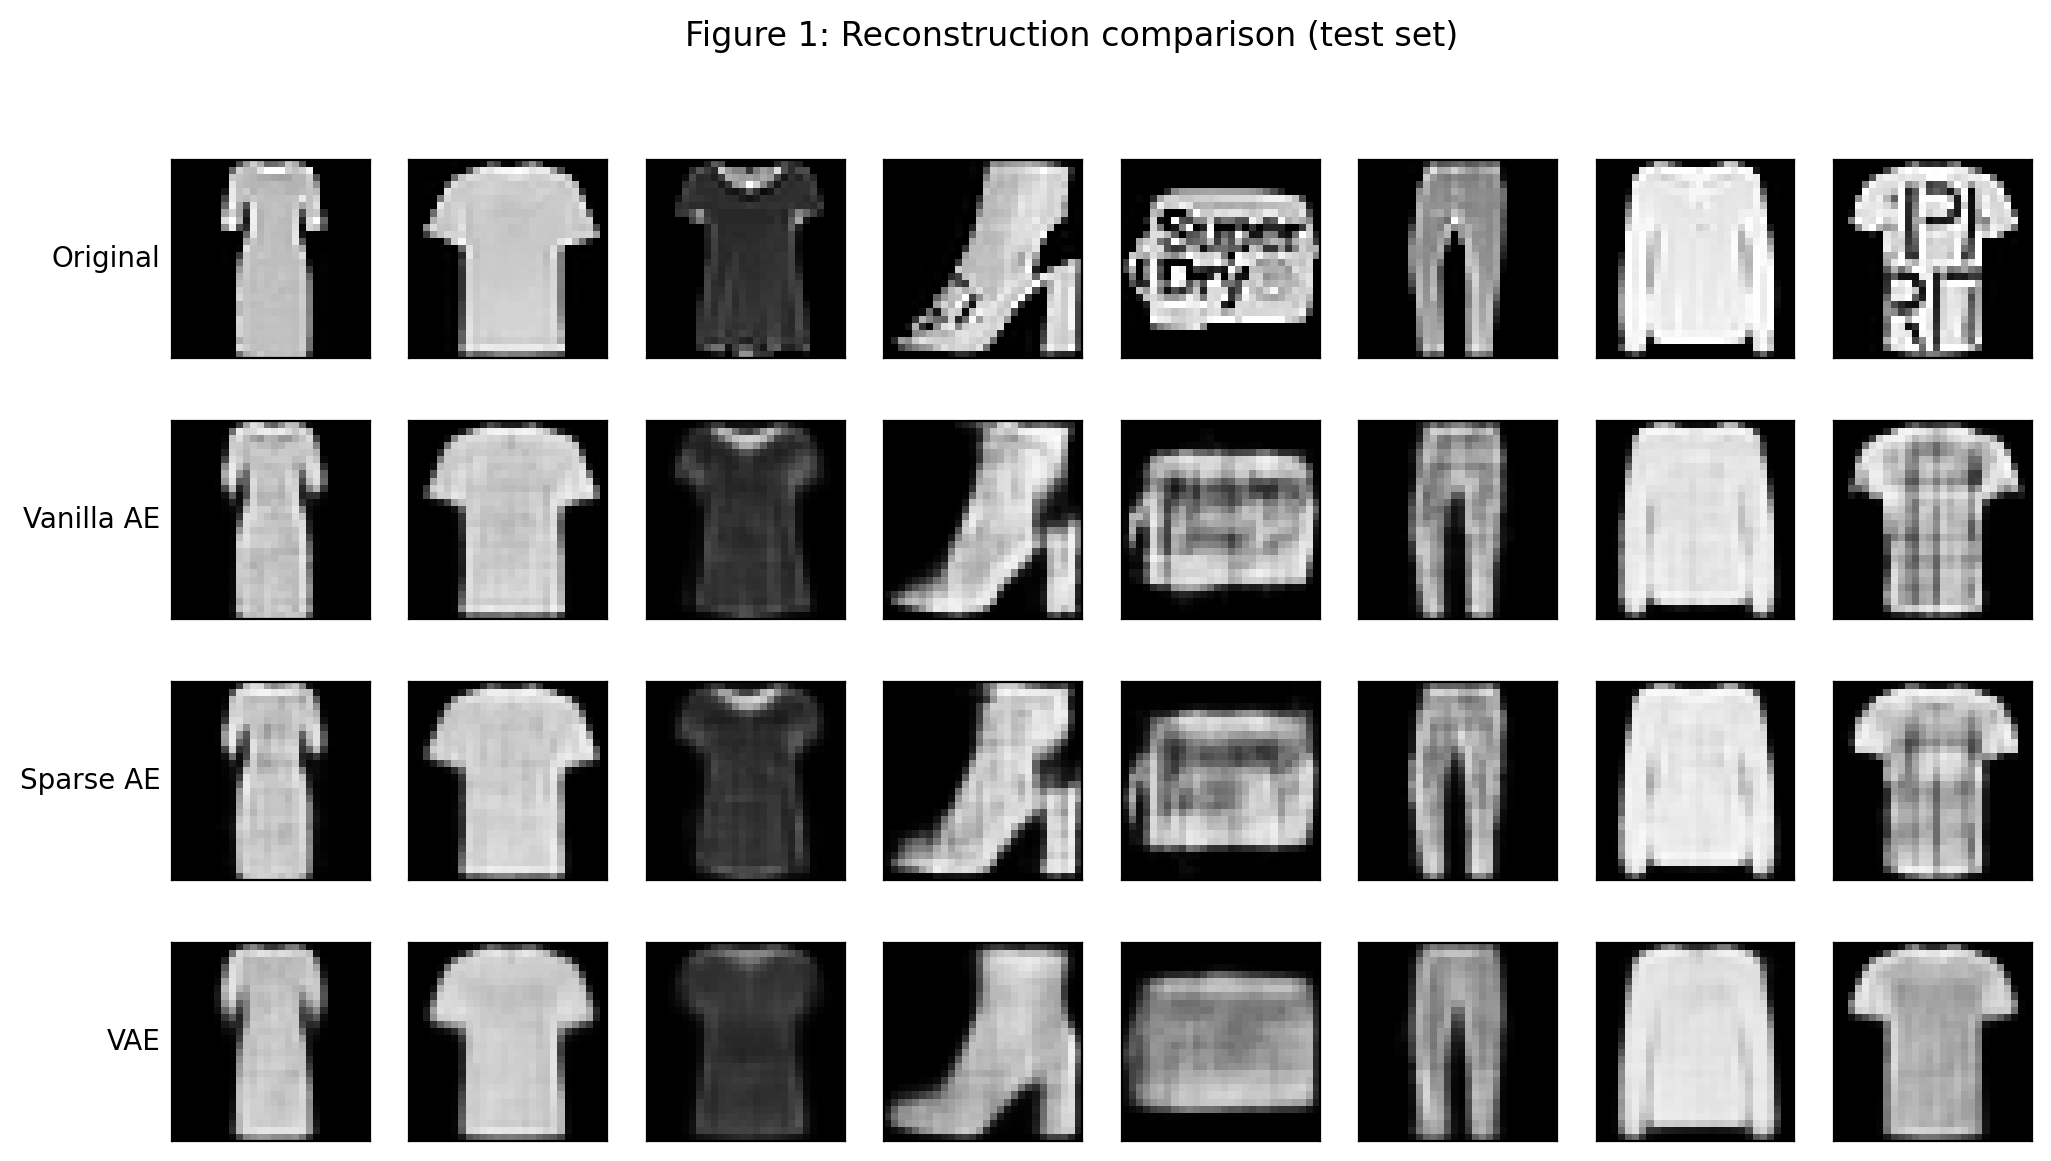 Figure 1: Reconstruction comparison (test set)
Original
Super
Dry
Vanilla AE
Sparse AE
VAE